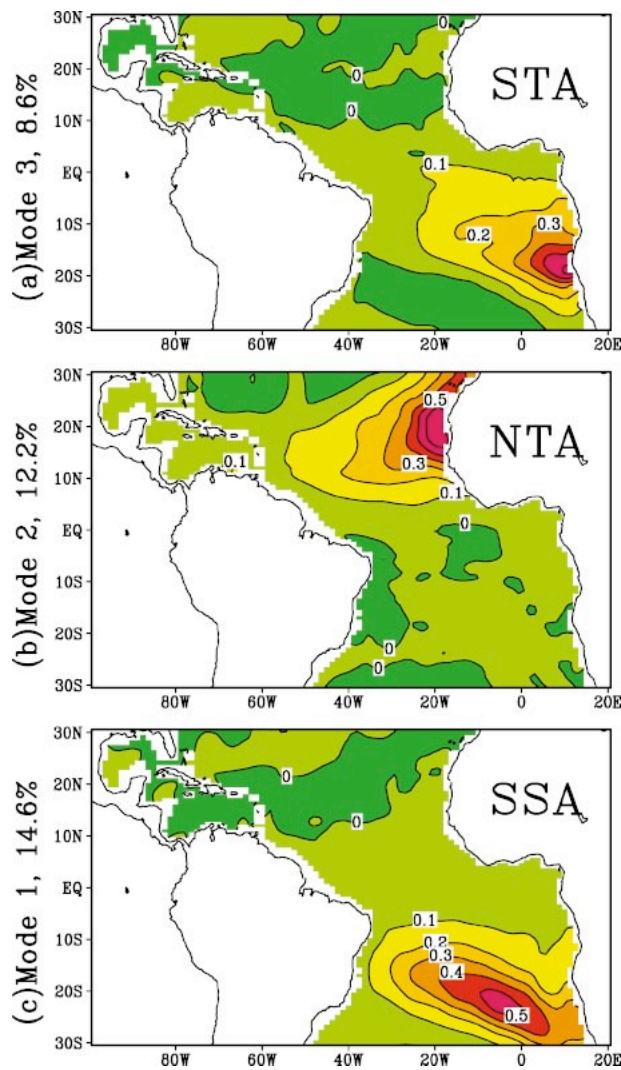 (a)Mode 3, 8.6%
30N
20N
10N
EQ
10S
20S
30S
STA
0
0
0
0.1
0.2
0.3
80W
60W
40W
20W
0
20E
(b)Mode 2, 12.2%
30N
20N
10N
EQ
10S
20S
30S
NTA
0.5
0.3
0.1
0.1
0
0
0
80W
60W
40W
20W
0
20E
(c)Mode 1, 14.6%
30N
20N
10N
EQ
10S
20S
30S
SSA
0
0
0.1
0.2
0.3
0.4
0.5
80W
60W
40W
20W
0
20E